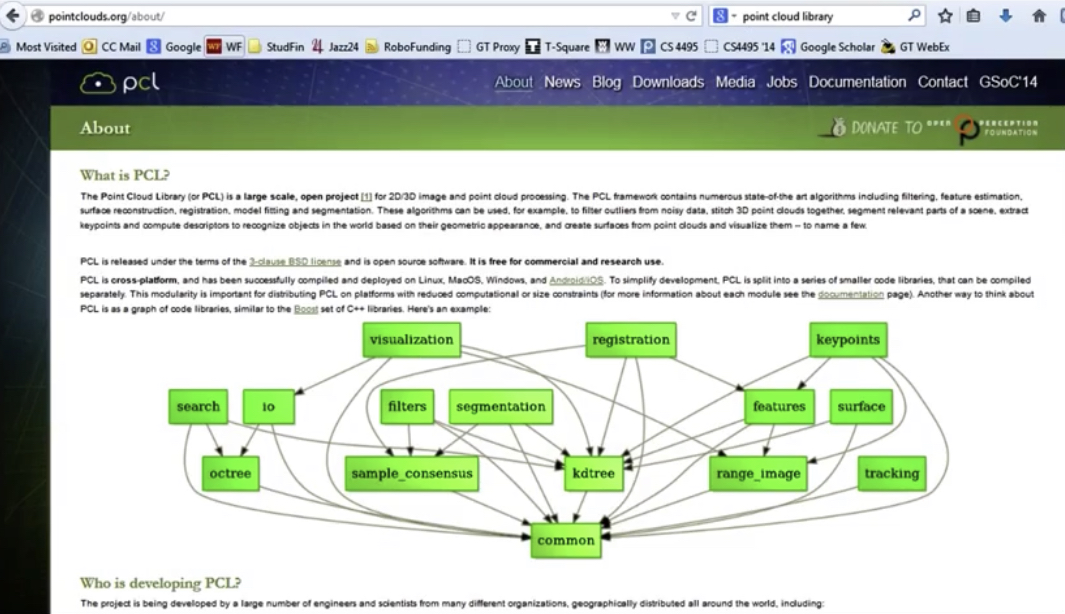 pointclouds.org/about/
point cloud library
Most Visited CC Mail Google WF WF StudFin Jazz24 RoboFunding GT Proxy T-Square WW CS 4495 CS4495 '14 Google Scholar GT WebEx
pcl About News Blog Downloads Media Jobs Documentation Contact GSoC'14
About DONATE TO OPEN PERCEPTION FOUNDATION
What is PCL?
The Point Cloud Library (or PCL) is a large scale, open project [1] for 2D/3D image and point cloud processing. The PCL framework contains numerous state-of-the art algorithms including filtering, feature estimation,
surface reconstruction, registration, model fitting and segmentation. These algorithms can be used, for example, to filter outliers from noisy data, stitch 3D point clouds together, segment relevant parts of a scene, extract
keypoints and compute descriptors to recognize objects in the world based on their geometric appearance, and create surfaces from point clouds and visualize them -- to name a few.
PCL is released under the terms of the 3-clause BSD license and is open source software. It is free for commercial and research use.
PCL is cross-platform, and has been successfully compiled and deployed on Linux, MacOS, Windows, and Android/iOS. To simplify development, PCL is split into a series of smaller code libraries, that can be compiled
separately. This modularity is important for distributing PCL on platforms with reduced computational or size constraints (for more information about each module see the documentation page). Another way to think about
PCL is as a graph of code libraries, similar to the Boost set of C++ libraries. Here's an example:
visualization registration keypoints
search io filters segmentation features surface
octree sample_consensus kdtree range_image tracking
common
Who is developing PCL?
The project is being developed by a large number of engineers and scientists from many different organizations, geographically distributed all around the world, including: